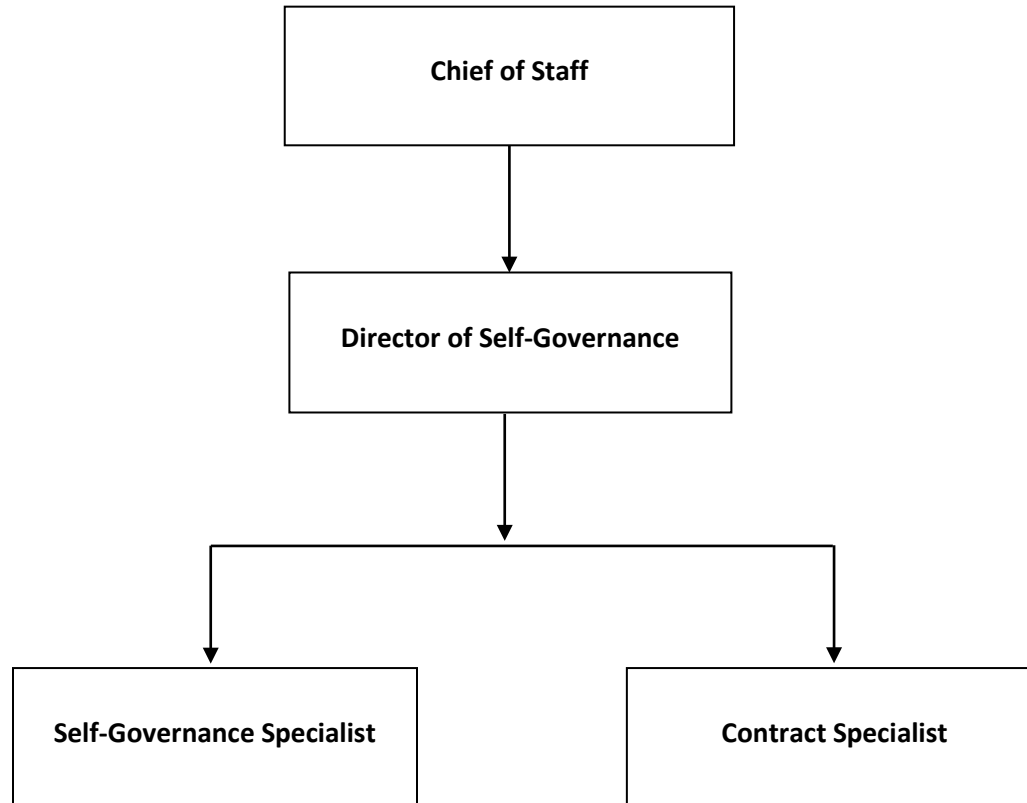 Chief of Staff
Director of Self-Governance
Self-Governance Specialist
Contract Specialist